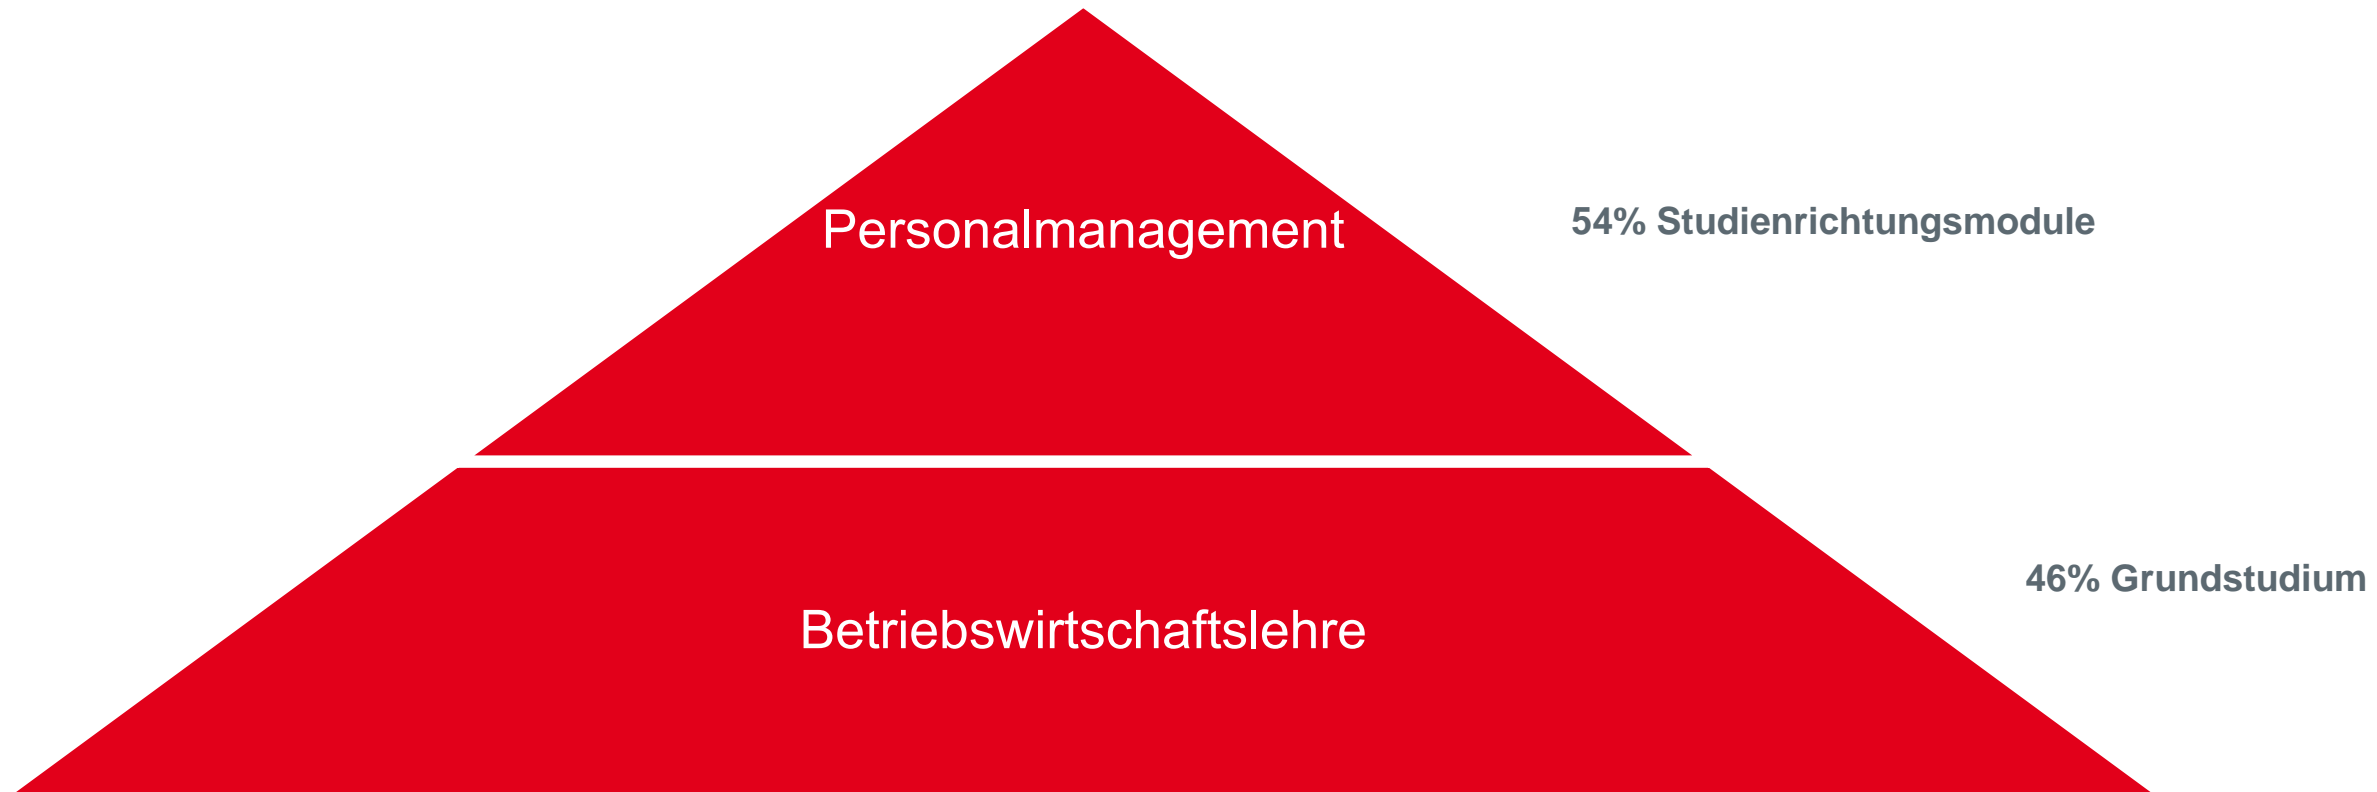 Personalmanagement
54% Studienrichtungsmodule
Betriebswirtschaftslehre
46% Grundstudium